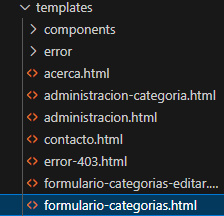 templates
components
error
acerca.html
administracion-categoria.html
administracion.html
contacto.html
error-403.html
formulario-categorias-editar....
formulario-categorias.html